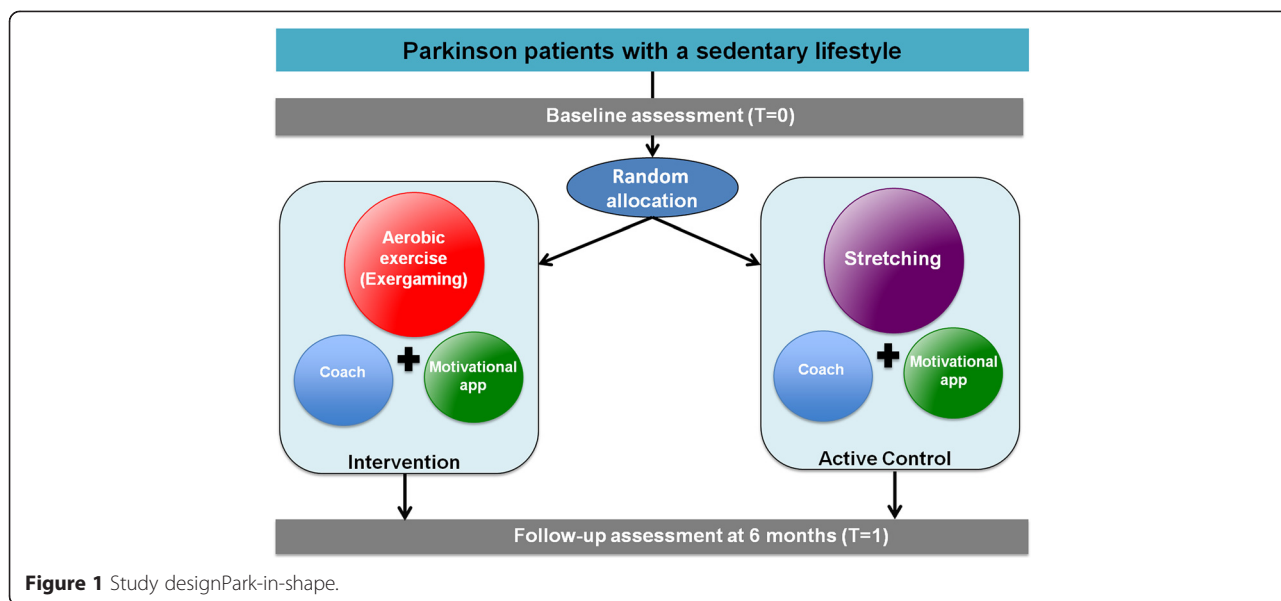 Parkinson patients with a sedentary lifestyle
Baseline assessment (T=0)
Random
allocation
Aerobic
exercise
(Exergaming)
Coach
Motivational
app
Intervention
Stretching
Coach
Motivational
app
Active Control
Follow-up assessment at 6 months (T=1)
Figure 1 Study designPark-in-shape.